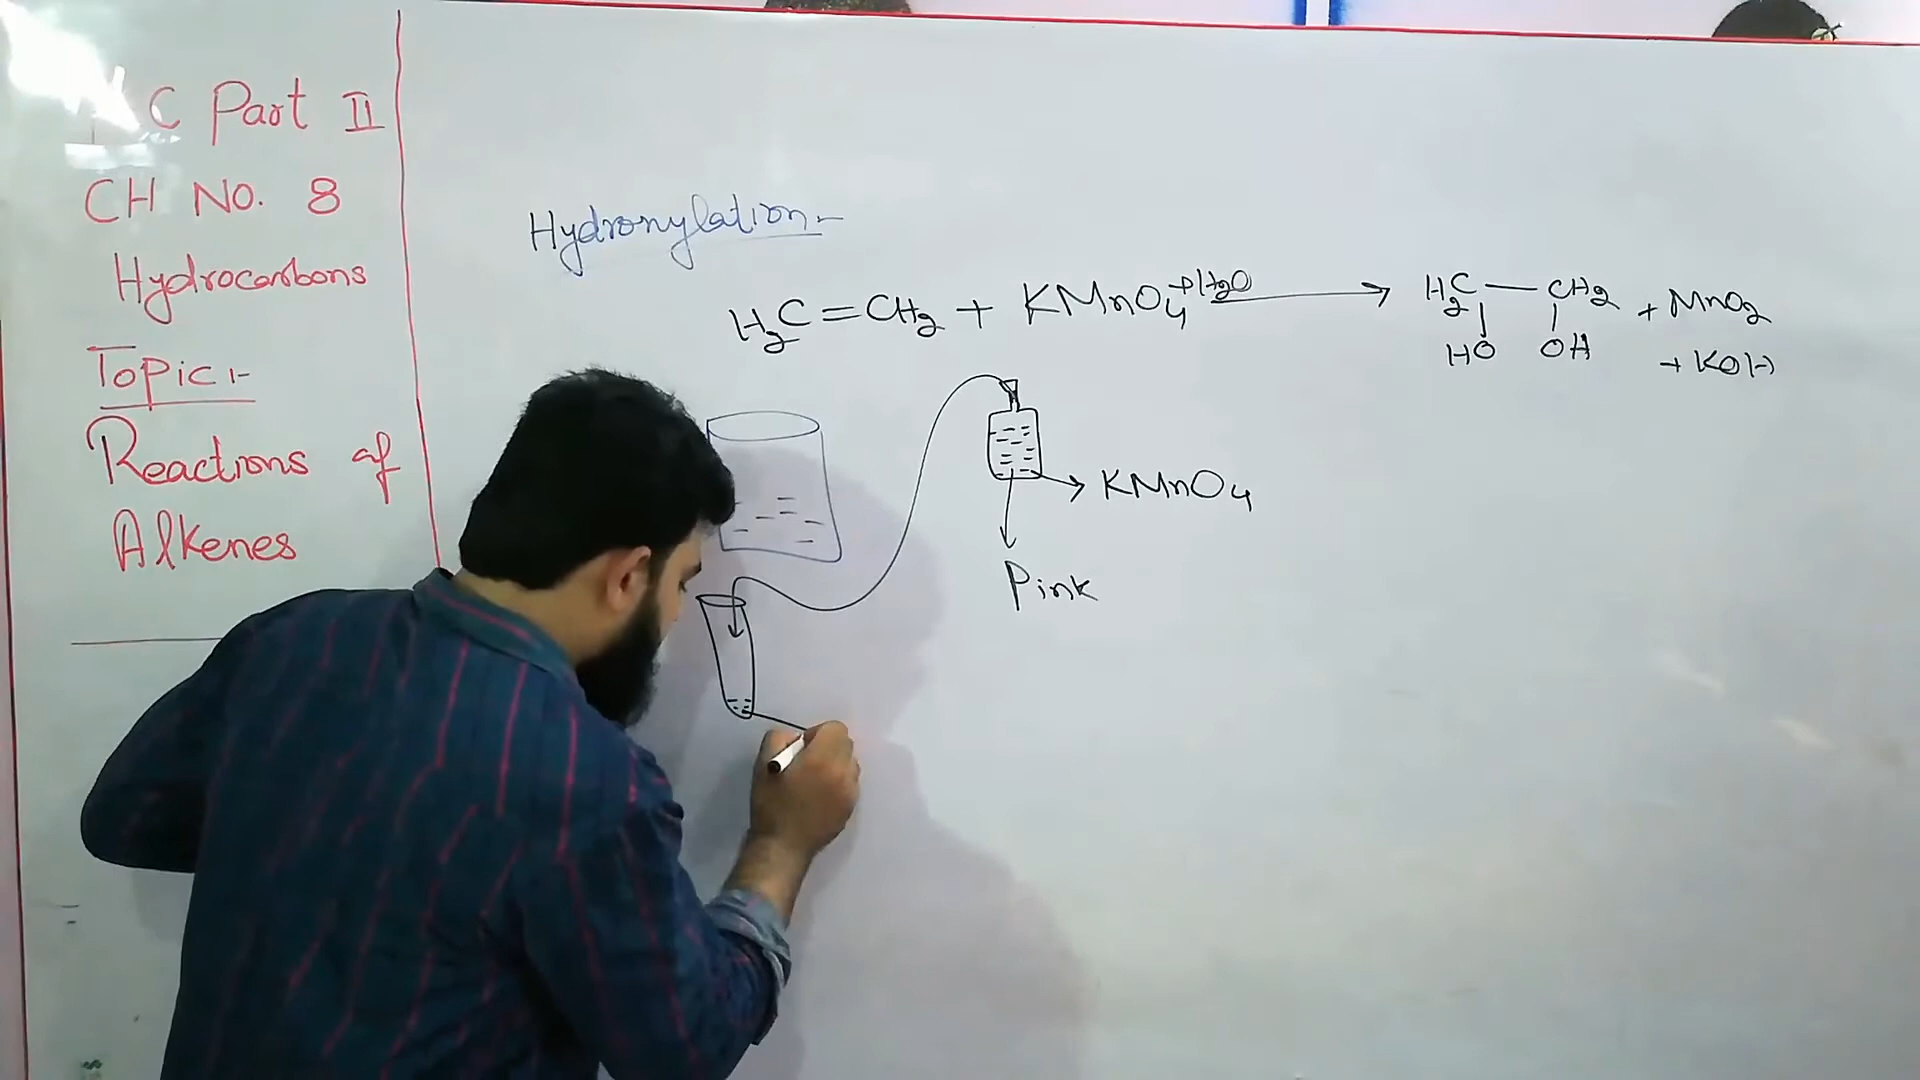 C Part II
CH NO. 8
Hydrocarbons
Topic:-
Reactions of
Alkenes
Hydroxylation:-
H₂C=CH₂ + KMnO₄ + H₂O → H₂C — CH₂ + MnO₂
HO OH + KOH
KMnO₄
Pink